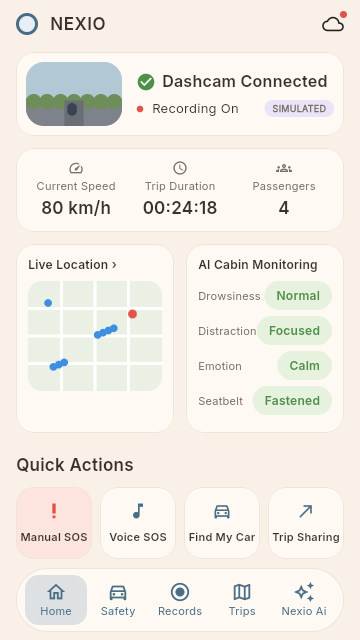 NEXIO
Dashcam Connected
Recording On
SIMULATED
Current Speed
80 km/h
Trip Duration
00:24:18
Passengers
4
Live Location ›
AI Cabin Monitoring
Drowsiness Normal
Distraction Focused
Emotion Calm
Seatbelt Fastened
Quick Actions
Manual SOS
Voice SOS
Find My Car
Trip Sharing
Home
Safety
Records
Trips
Nexio Ai